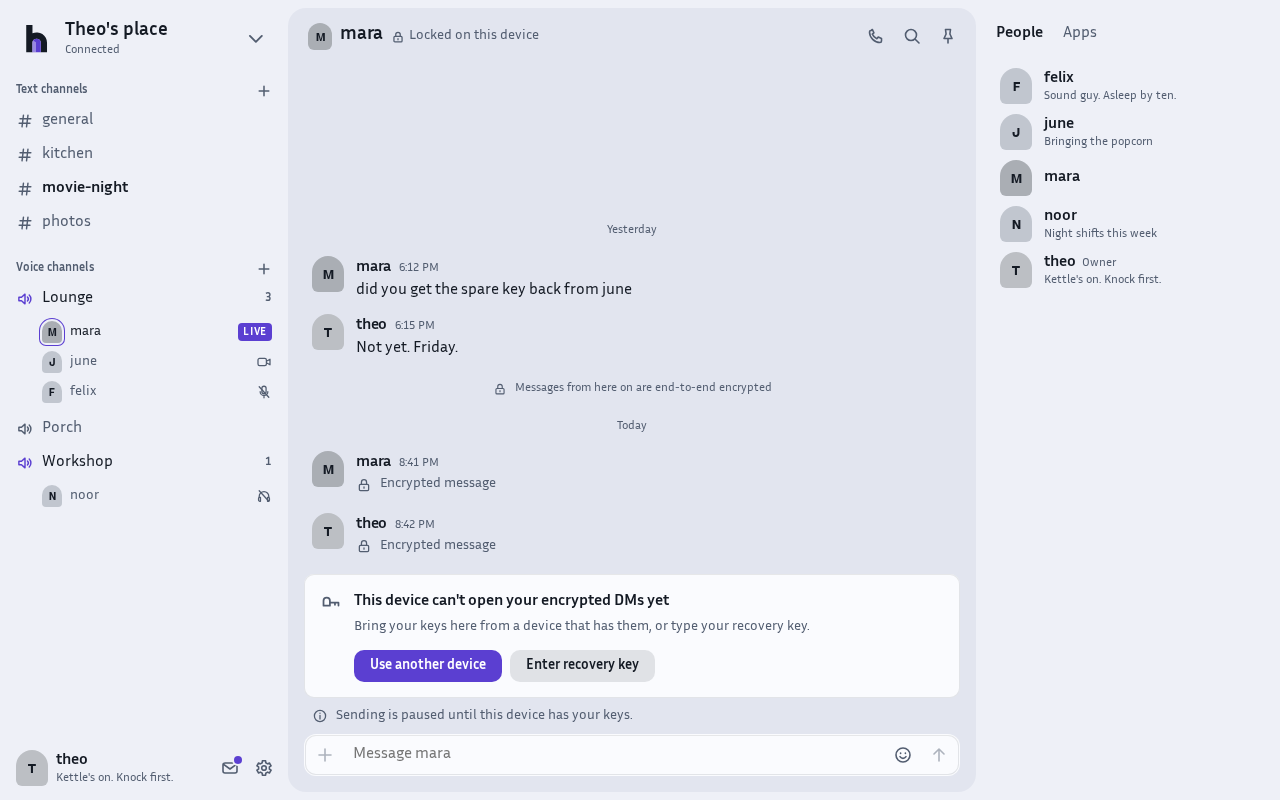 Theo's place
Connected
Text channels
general
kitchen
movie-night
photos
Voice channels
Lounge 3
M mara LIVE
J june
F felix
Porch
Workshop 1
N noor
T theo
Kettle's on. Knock first.
M mara Locked on this device
Yesterday
M mara 6:12 PM
did you get the spare key back from june
T theo 6:15 PM
Not yet. Friday.
Messages from here on are end-to-end encrypted
Today
M mara 8:41 PM
Encrypted message
T theo 8:42 PM
Encrypted message
This device can't open your encrypted DMs yet
Bring your keys here from a device that has them, or type your recovery key.
Use another device Enter recovery key
Sending is paused until this device has your keys.
Message mara
People Apps
F felix
Sound guy. Asleep by ten.
J june
Bringing the popcorn
M mara
N noor
Night shifts this week
T theo Owner
Kettle's on. Knock first.